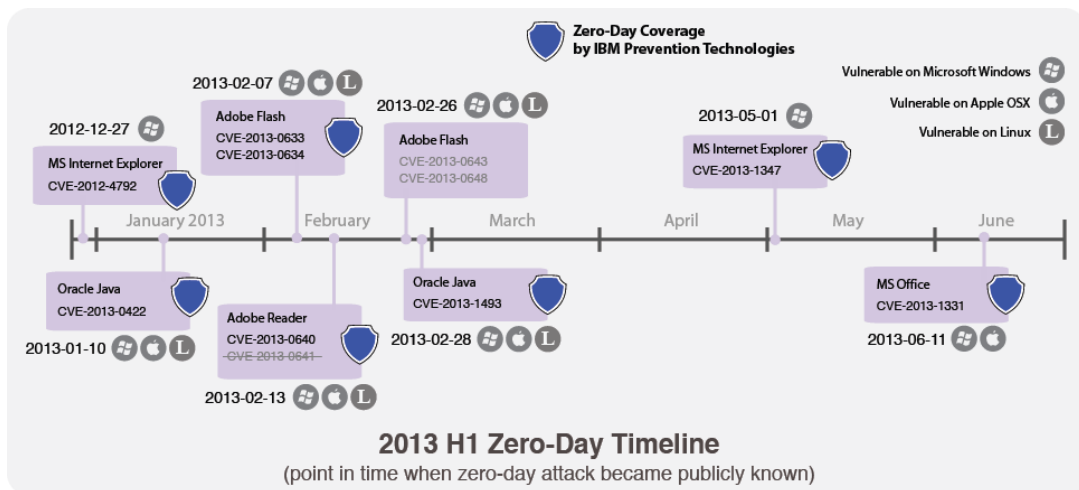 Zero-Day Coverage
by IBM Prevention Technologies
Vulnerable on Microsoft Windows
Vulnerable on Apple OSX
Vulnerable on Linux L
2012-12-27
MS Internet Explorer
CVE-2012-4792
2013-02-07 L
Adobe Flash
CVE-2013-0633
CVE-2013-0634
2013-02-26 L
Adobe Flash
CVE-2013-0643
CVE-2013-0648
2013-05-01
MS Internet Explorer
CVE-2013-1347
January 2013
February
March
April
May
June
Oracle Java
CVE-2013-0422
2013-01-10 L
Adobe Reader
CVE-2013-0640
CVE-2013-0641
2013-02-13 L
Oracle Java
CVE-2013-1493
2013-02-28 L
MS Office
CVE-2013-1331
2013-06-11
2013 H1 Zero-Day Timeline
(point in time when zero-day attack became publicly known)